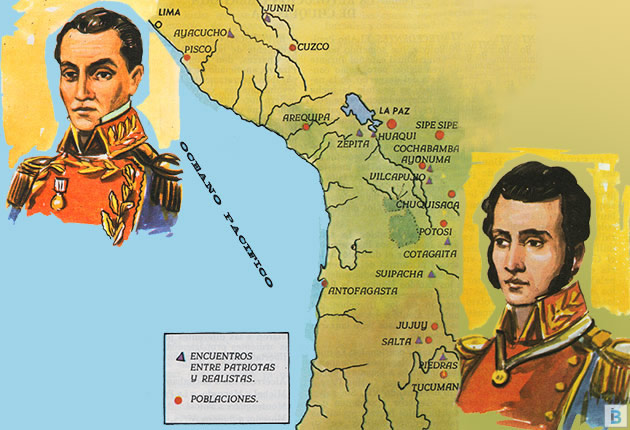 LIMA
JUNIN
AYACUCHO
PISCO
CUZCO
AREQUIPA
LA PAZ
ZEPITA
HUAQUI
SIPE SIPE
COCHABAMBA
AYOHUMA
VILCAPUJIO
CHUQUISACA
POTOSI
COTAGAITA
SUIPACHA
ANTOFAGASTA
JUJUY
SALTA
PIEDRAS
TUCUMAN
OCEANO PACIFICO
ENCUENTROS
ENTRE PATRIOTAS
Y REALISTAS.
POBLACIONES.
B